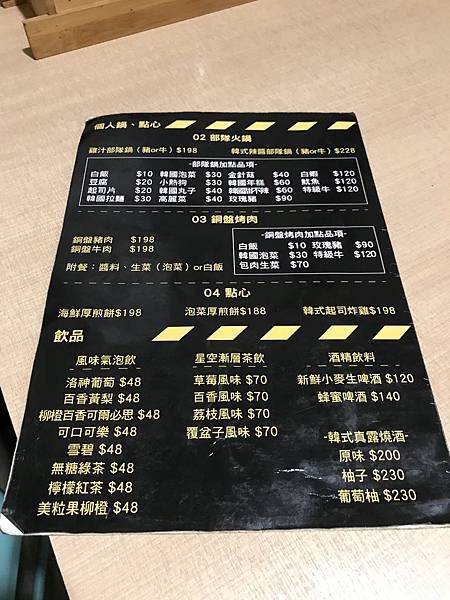 個人鍋、點心
02 部隊火鍋
雞汁部隊鍋（豬or牛）$198 韓式辣醬部隊鍋（豬or牛）$228
-部隊鍋加點品項-
白飯 $10 韓國泡菜 $30 金針菇 $40 白蝦 $120
豆腐 $20 小熱狗 $30 韓國年糕 $60 魷魚 $120
起司片 $20 韓國丸子 $40 韓國甜不辣 $60 特級牛 $120
韓國拉麵 $30 高麗菜 $40 玫瑰豬 $90
03 銅盤烤肉
銅盤豬肉 $198
銅盤牛肉 $198
附餐：醬料、生菜（泡菜）or白飯
-銅盤烤肉加點品項-
白飯 $10 玫瑰豬 $90
韓國泡菜 $30 特級牛 $120
包肉生菜 $70
04 點心
海鮮厚煎餅$198 泡菜厚煎餅$188 韓式起司炸雞$198
飲品
風味氣泡飲
洛神葡萄 $48
百香黃梨 $48
柳橙百香可爾必思 $48
可口可樂 $48
雪碧 $48
無糖綠茶 $48
檸檬紅茶 $48
美粒果柳橙 $48
星空漸層茶飲
草莓風味 $70
百香風味 $70
荔枝風味 $70
覆盆子風味 $70
酒精飲料
新鮮小麥生啤酒 $120
蜂蜜啤酒 $140
-韓式真露燒酒-
原味 $200
柚子 $230
葡萄柚 $230